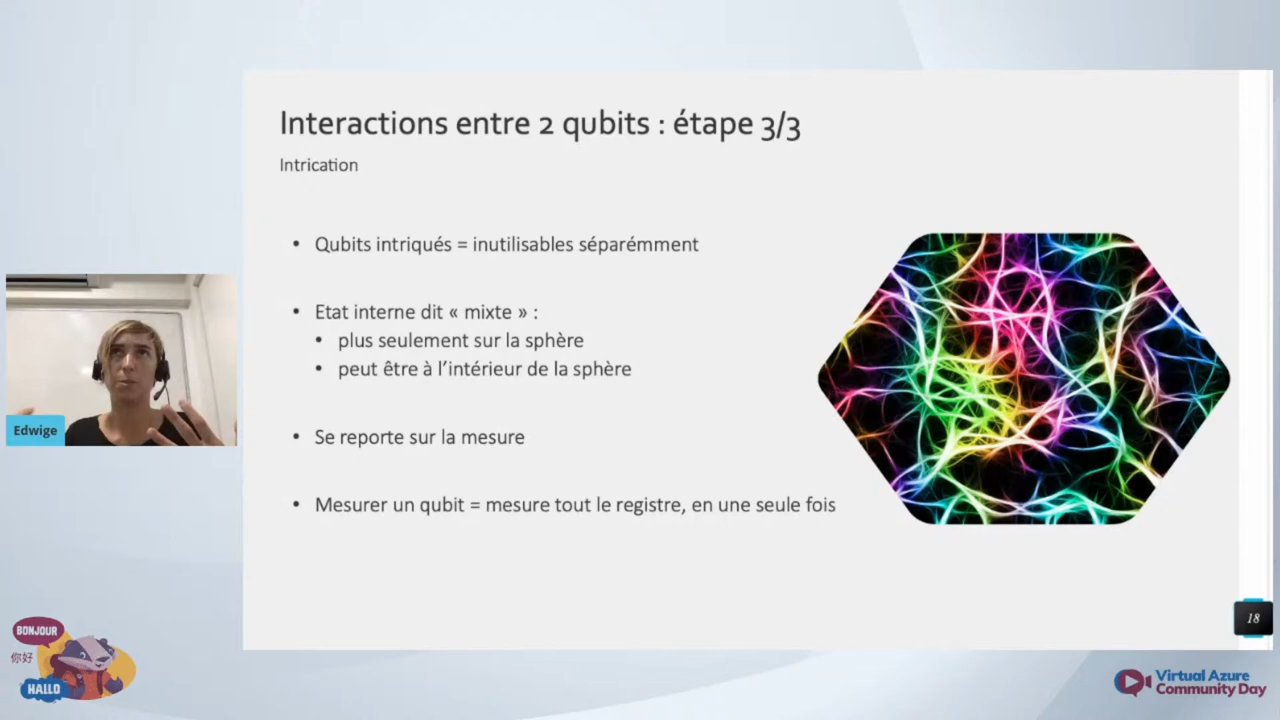 Interactions entre 2 qubits : étape 3/3
Intrication
• Qubits intriqués = inutilisables séparémment
• Etat interne dit « mixte » :
• plus seulement sur la sphère
• peut être à l'intérieur de la sphère
• Se reporte sur la mesure
• Mesurer un qubit = mesure tout le registre, en une seule fois
Edwige
18
BONJOUR
你好
HALLO
Virtual Azure
Community Day